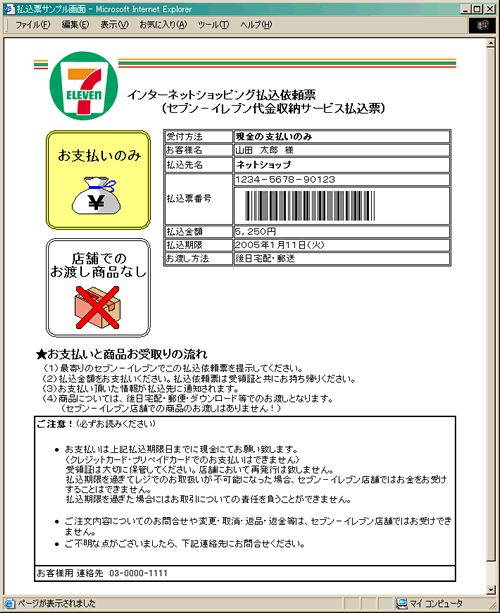 払込票サンプル画面 - Microsoft Internet Explorer
ファイル(F) 編集(E) 表示(V) お気に入り(A) ツール(T) ヘルプ(H)
7
ELEVEN
インターネットショッピング払込依頼票
(セブン－イレブン代金収納サービス払込票)
お支払いのみ
¥
店舗での
お渡し商品なし
受付方法 現金の支払いのみ
お客様名 山田 太郎 様
払込先名 ネットショップ
払込票番号 1234-5678-90123
払込金額 5,250円
払込期限 2005年1月11日(火)
お渡し方法 後日宅配・郵送
★お支払いと商品お受取りの流れ
(1)最寄りのセブン－イレブンでこの払込依頼票を提示してください。
(2)払込金額をお支払いください。払込依頼票は受領証と共にお持ち帰りください。
(3)お支払い頂いた情報が払込先に通知されます。
(4)商品については、後日宅配・郵便・ダウンロード等でのお渡しとなります。
(セブン－イレブン店舗での商品のお渡しはありません！)
ご注意！(必ずお読みください)
• お支払いは上記払込期限日までに現金にてお願い致します。
(クレジットカード・プリペイドカードでのお支払いはできません)
受領証は大切に保管してください。店舗において再発行は致しません。
払込期限を過ぎてレジでのお取扱いが不可能になった場合、セブン－イレブン店舗ではお金をお受け
することはできません。
払込期限を過ぎた場合にはお取引についての責任を負うことができません。
• ご注文内容についてのお問合せや変更・取消・返品・返金等は、セブン－イレブン店舗ではお受けできま
せん。
• ご不明な点がございましたら、下記連絡先にお問合せください。
お客様用 連絡先 03-0000-1111
ページが表示されました マイ コンピュータ